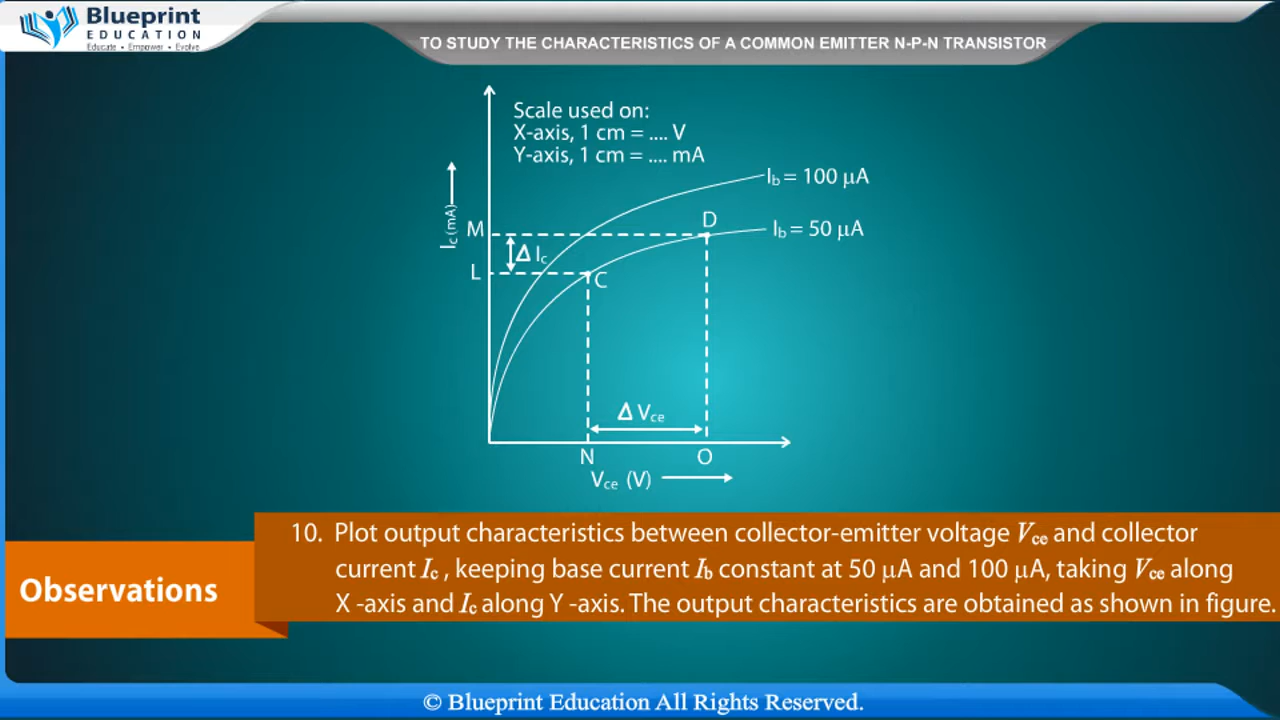 Blueprint
EDUCATION
Educate • Empower • Evolve
TO STUDY THE CHARACTERISTICS OF A COMMON EMITTER N-P-N TRANSISTOR
Scale used on:
X-axis, 1 cm = .... V
Y-axis, 1 cm = .... mA
Ib = 100 μA
Ic (mA)
M
D
Ib = 50 μA
Δ Ic
L
C
Δ Vce
N
O
Vce (V)
10. Plot output characteristics between collector-emitter voltage Vce and collector
current Ic , keeping base current Ib constant at 50 μA and 100 μA, taking Vce along
X -axis and Ic along Y -axis. The output characteristics are obtained as shown in figure.
Observations
© Blueprint Education All Rights Reserved.